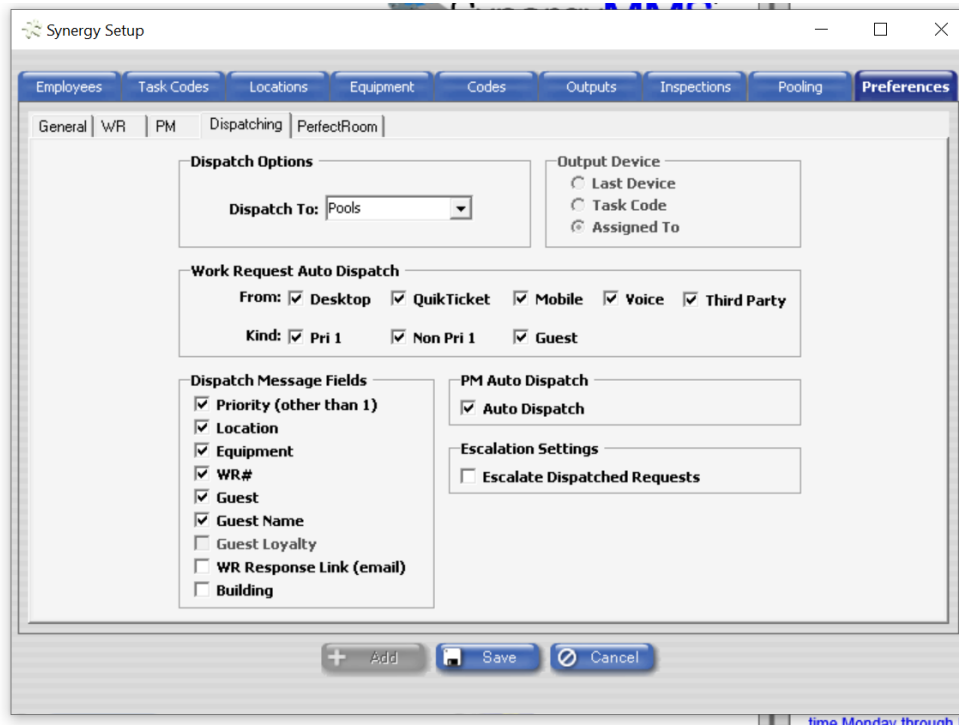 SynergyMMS
Synergy Setup
Employees Task Codes Locations Equipment Codes Outputs Inspections Pooling Preferences
General WR PM Dispatching PerfectRoom
Dispatch Options
Dispatch To: Pools
Output Device
Last Device
Task Code
Assigned To
Work Request Auto Dispatch
From: Desktop QuikTicket Mobile Voice Third Party
Kind: Pri 1 Non Pri 1 Guest
Dispatch Message Fields
Priority (other than 1)
Location
Equipment
WR#
Guest
Guest Name
Guest Loyalty
WR Response Link (email)
Building
PM Auto Dispatch
Auto Dispatch
Escalation Settings
Escalate Dispatched Requests
Add Save Cancel
time Monday through